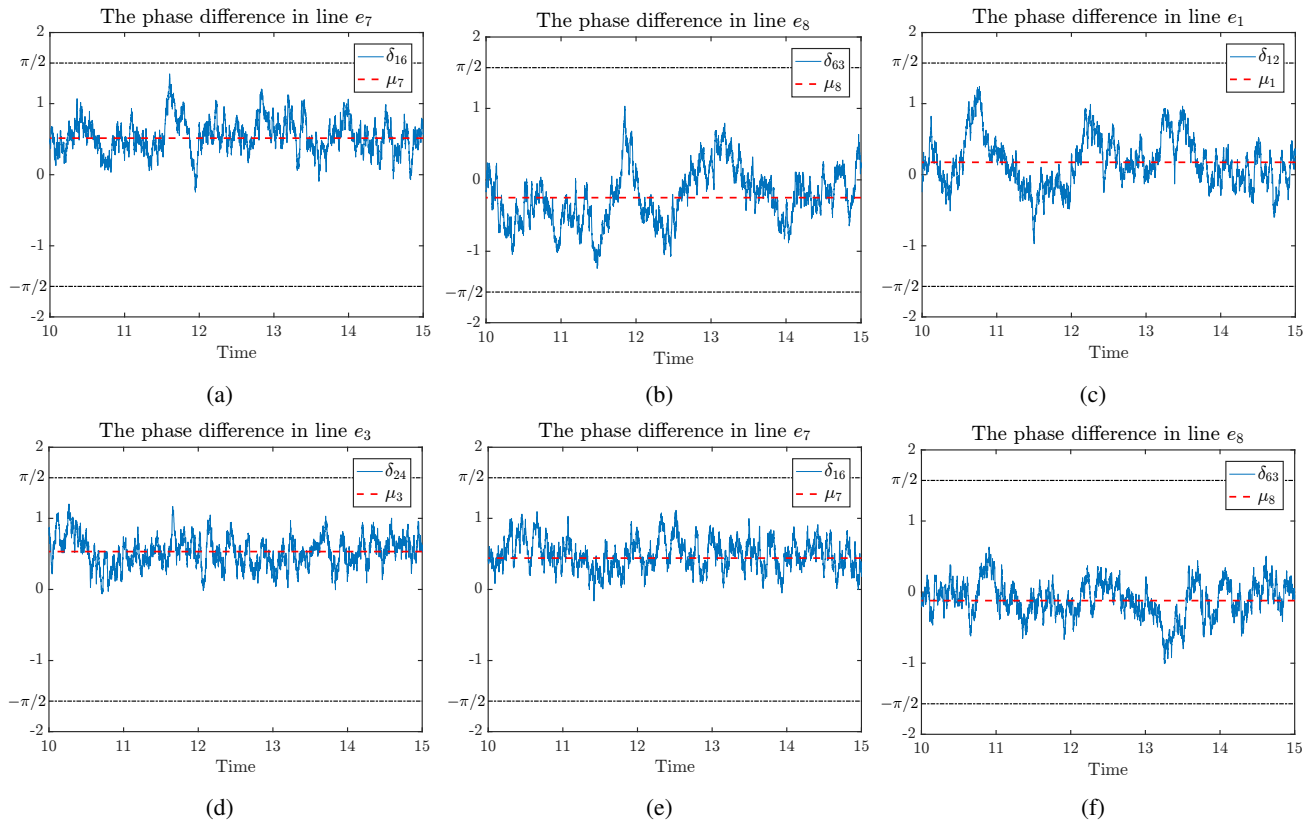 The phase difference in line e7
2
π/2
1
0
-1
−π/2
-2
δ16
μ7
10 11 12 13 14 15
Time
(a)
The phase difference in line e8
2
π/2
1
0
-1
−π/2
-2
δ63
μ8
10 11 12 13 14 15
Time
(b)
The phase difference in line e1
2
π/2
1
0
-1
−π/2
-2
δ12
μ1
10 11 12 13 14 15
Time
(c)
The phase difference in line e3
2
π/2
1
0
-1
−π/2
-2
δ24
μ3
10 11 12 13 14 15
Time
(d)
The phase difference in line e7
2
π/2
1
0
-1
−π/2
-2
δ16
μ7
10 11 12 13 14 15
Time
(e)
The phase difference in line e8
2
π/2
1
0
-1
−π/2
-2
δ63
μ8
10 11 12 13 14 15
Time
(f)